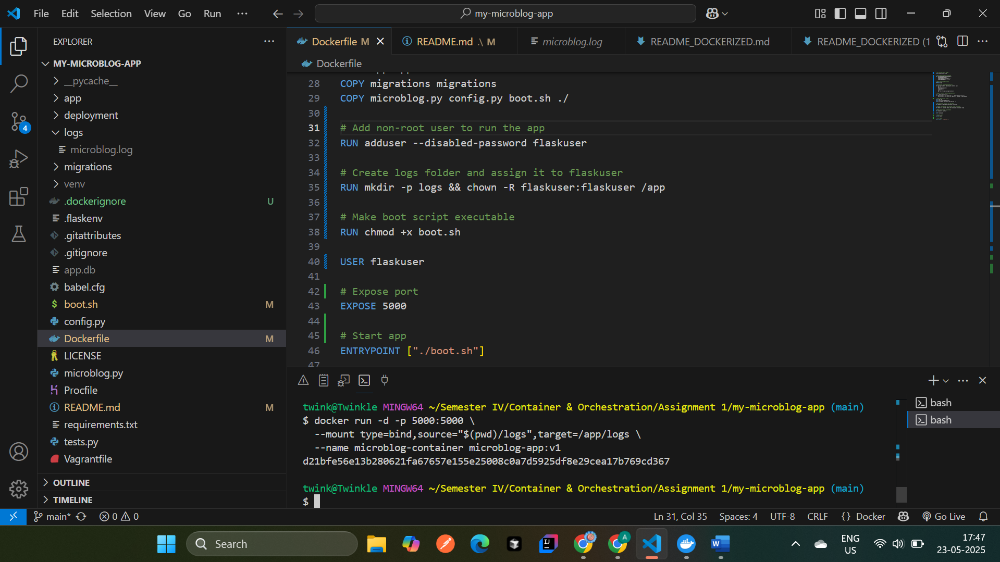 File Edit Selection View Go Run ···
my-microblog-app
EXPLORER
MY-MICROBLOG-APP
__pycache__
app
deployment
logs
microblog.log
migrations
venv
.dockerignore U
.flaskenv
.gitattributes
.gitignore
app.db
babel.cfg
boot.sh M
config.py
Dockerfile M
LICENSE
microblog.py
Procfile
README.md M
requirements.txt
tests.py
Vagrantfile
OUTLINE
TIMELINE
4
Dockerfile M README.md .\ M microblog.log README_DOCKERIZED.md README_DOCKERIZED (1
Dockerfile
28 COPY migrations migrations
29 COPY microblog.py config.py boot.sh ./
30
31 # Add non-root user to run the app
32 RUN adduser --disabled-password flaskuser
33
34 # Create logs folder and assign it to flaskuser
35 RUN mkdir -p logs && chown -R flaskuser:flaskuser /app
36
37 # Make boot script executable
38 RUN chmod +x boot.sh
39
40 USER flaskuser
41
42 # Expose port
43 EXPOSE 5000
44
45 # Start app
46 ENTRYPOINT ["./boot.sh"]
47
twink@Twinkle MINGW64 ~/Semester IV/Container & Orchestration/Assignment 1/my-microblog-app (main)
$ docker run -d -p 5000:5000 \
--mount type=bind,source="$(pwd)/logs",target=/app/logs \
--name microblog-container microblog-app:v1
d21bfe56e13b280621fa67657e155e25008c0a7d5925df8e29cea17b769cd367
twink@Twinkle MINGW64 ~/Semester IV/Container & Orchestration/Assignment 1/my-microblog-app (main)
$
bash
bash
main* 0 0 Ln 31, Col 35 Spaces: 4 UTF-8 CRLF {} Docker Go Live
Search
ENG
US
17:47
23-05-2025